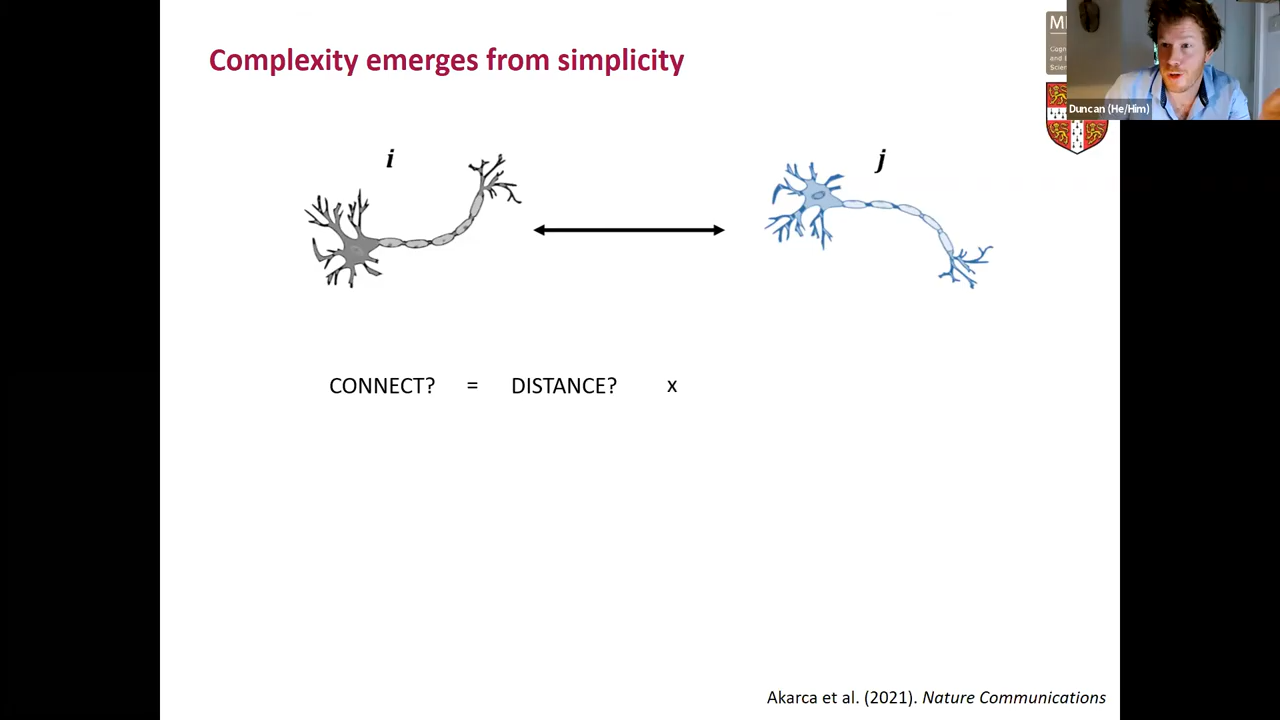 Complexity emerges from simplicity
Duncan (He/Him)
i
j
CONNECT? = DISTANCE? x
Akarca et al. (2021). Nature Communications